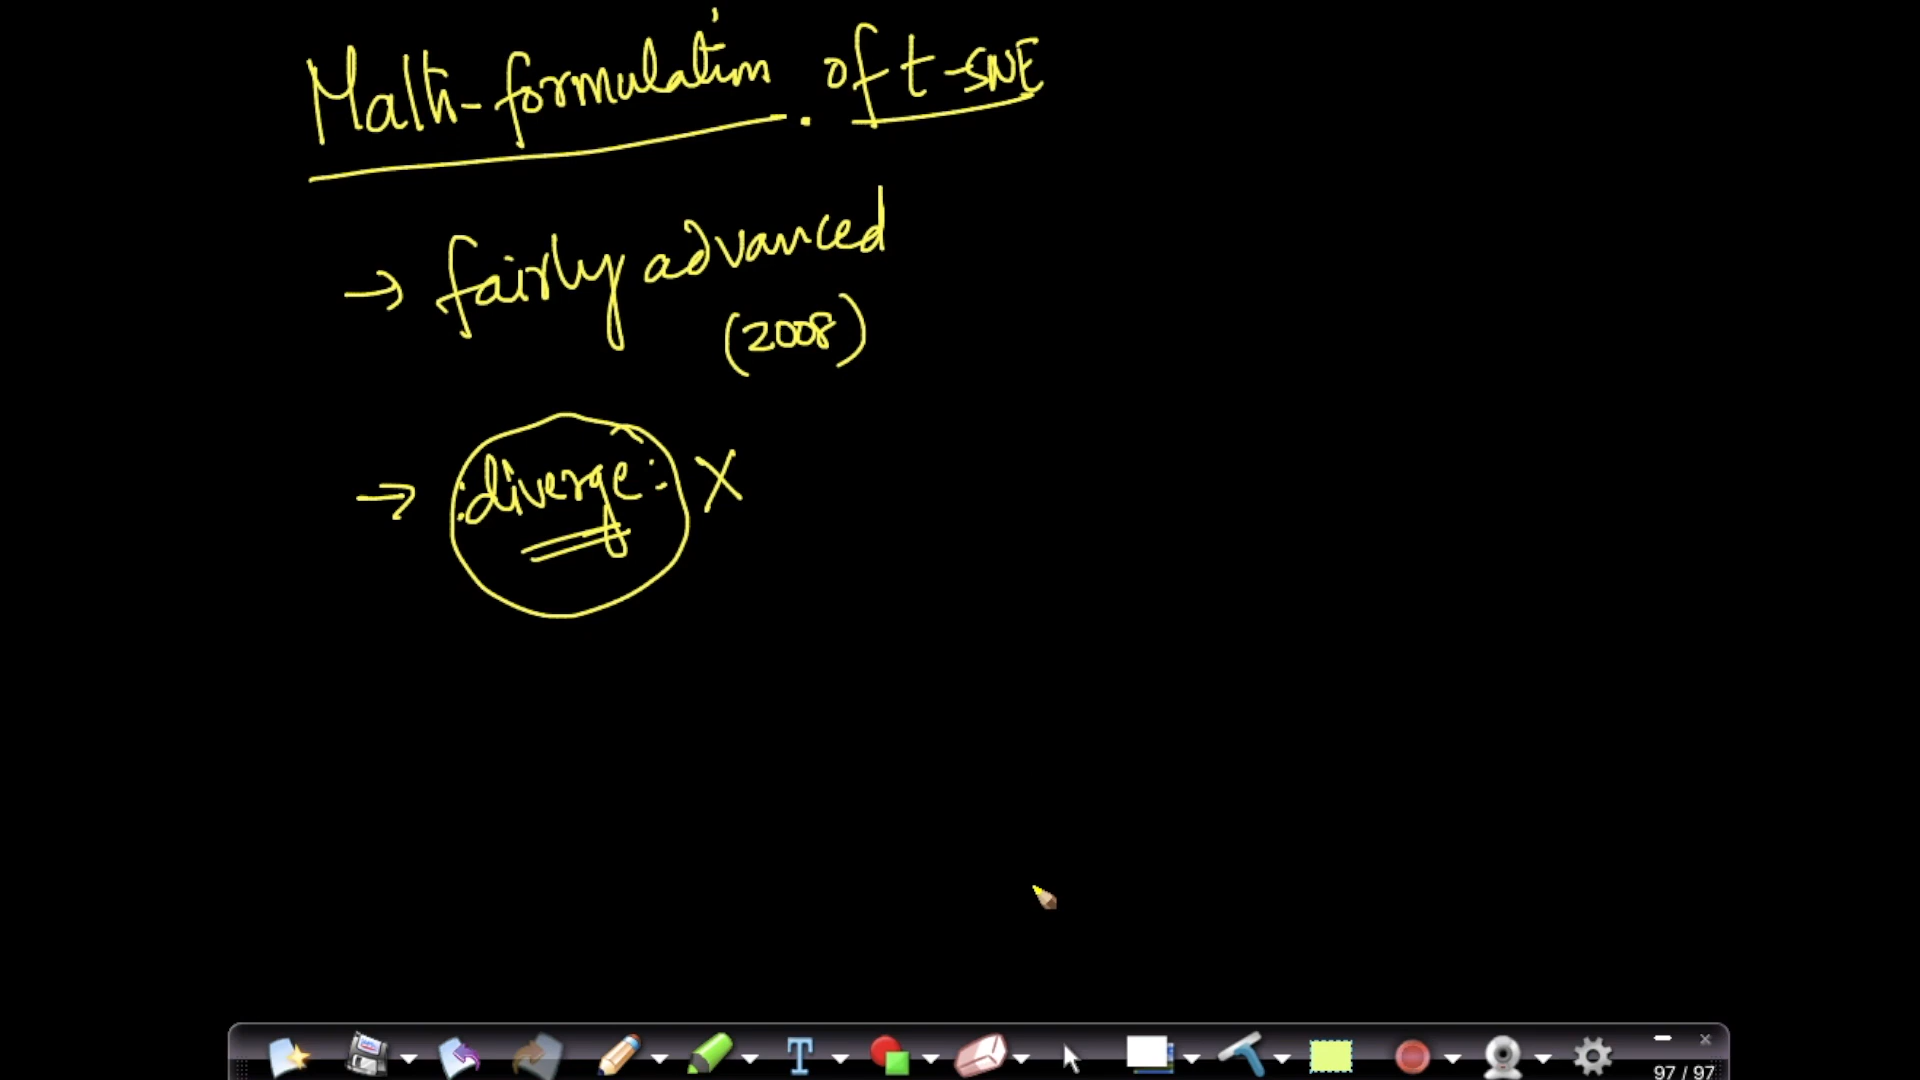 Math-formulation. of t-SNE
→ fairly advanced
(2008)
→ :diverge: X
T
97 / 97